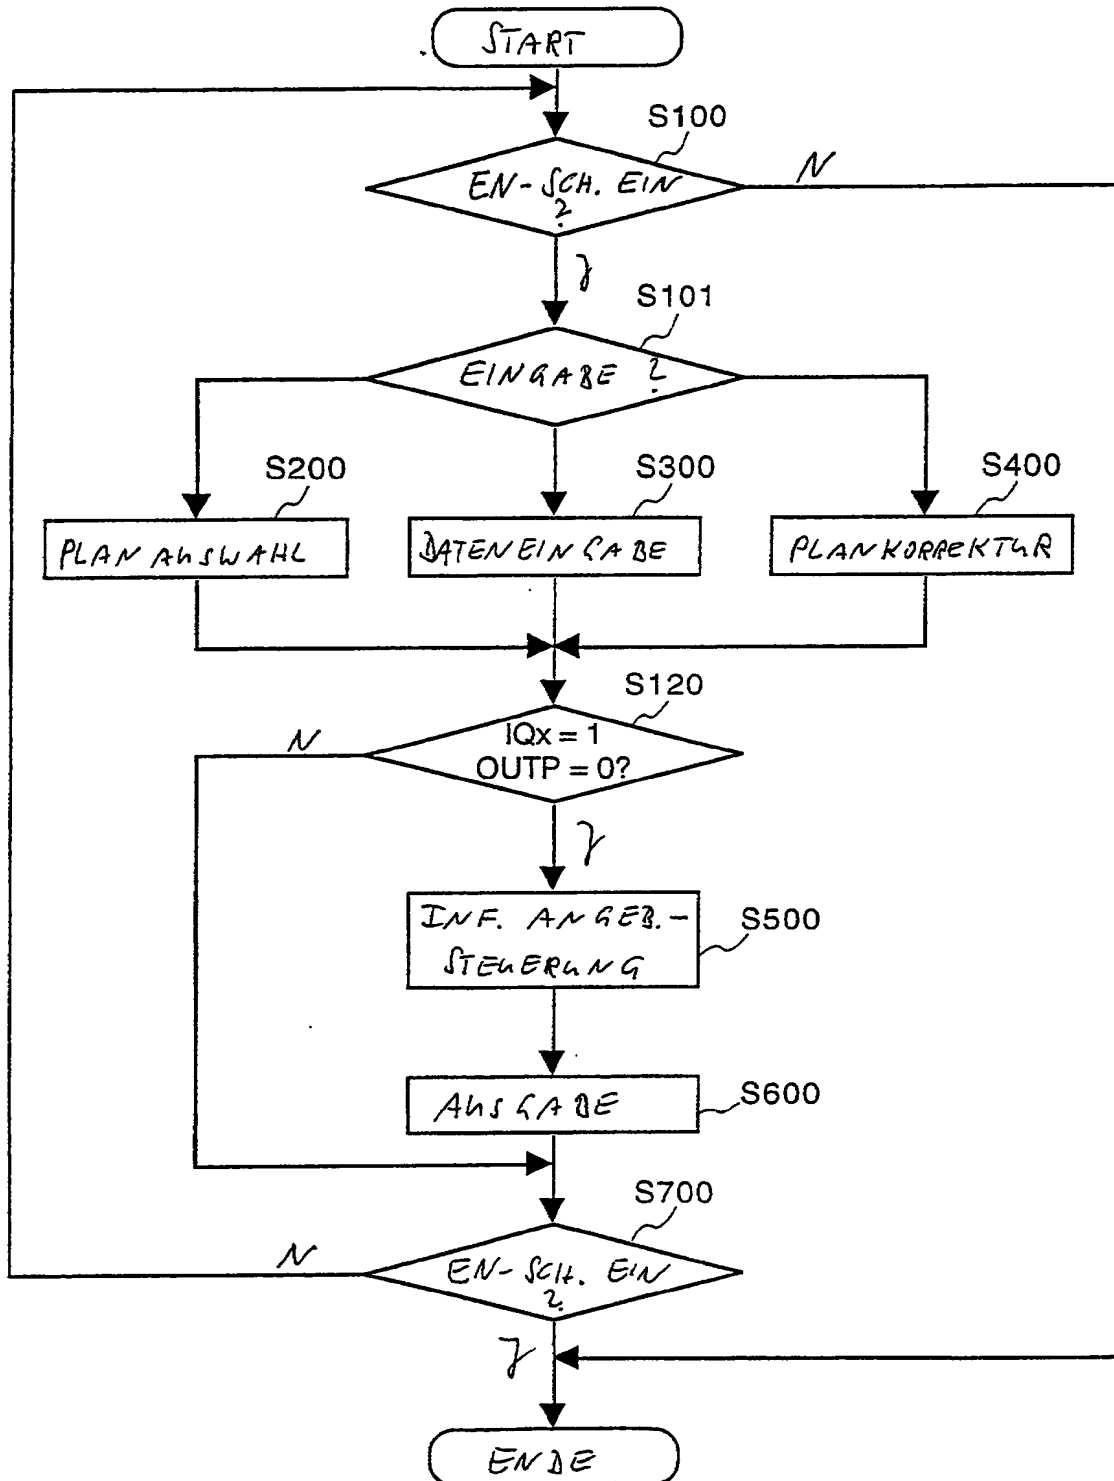 START
S100
EN-SCH. EIN
?
N
J
S101
EINGABE ?
S200
S300
S400
PLANAUSWAHL
DATENEINGABE
PLANKORREKTUR
S120
IQx = 1
OUTP = 0?
N
J
INF. ANGEB.-
STEUERUNG
S500
AUSGABE
S600
S700
EN-SCH. EIN
?
N
J
ENDE